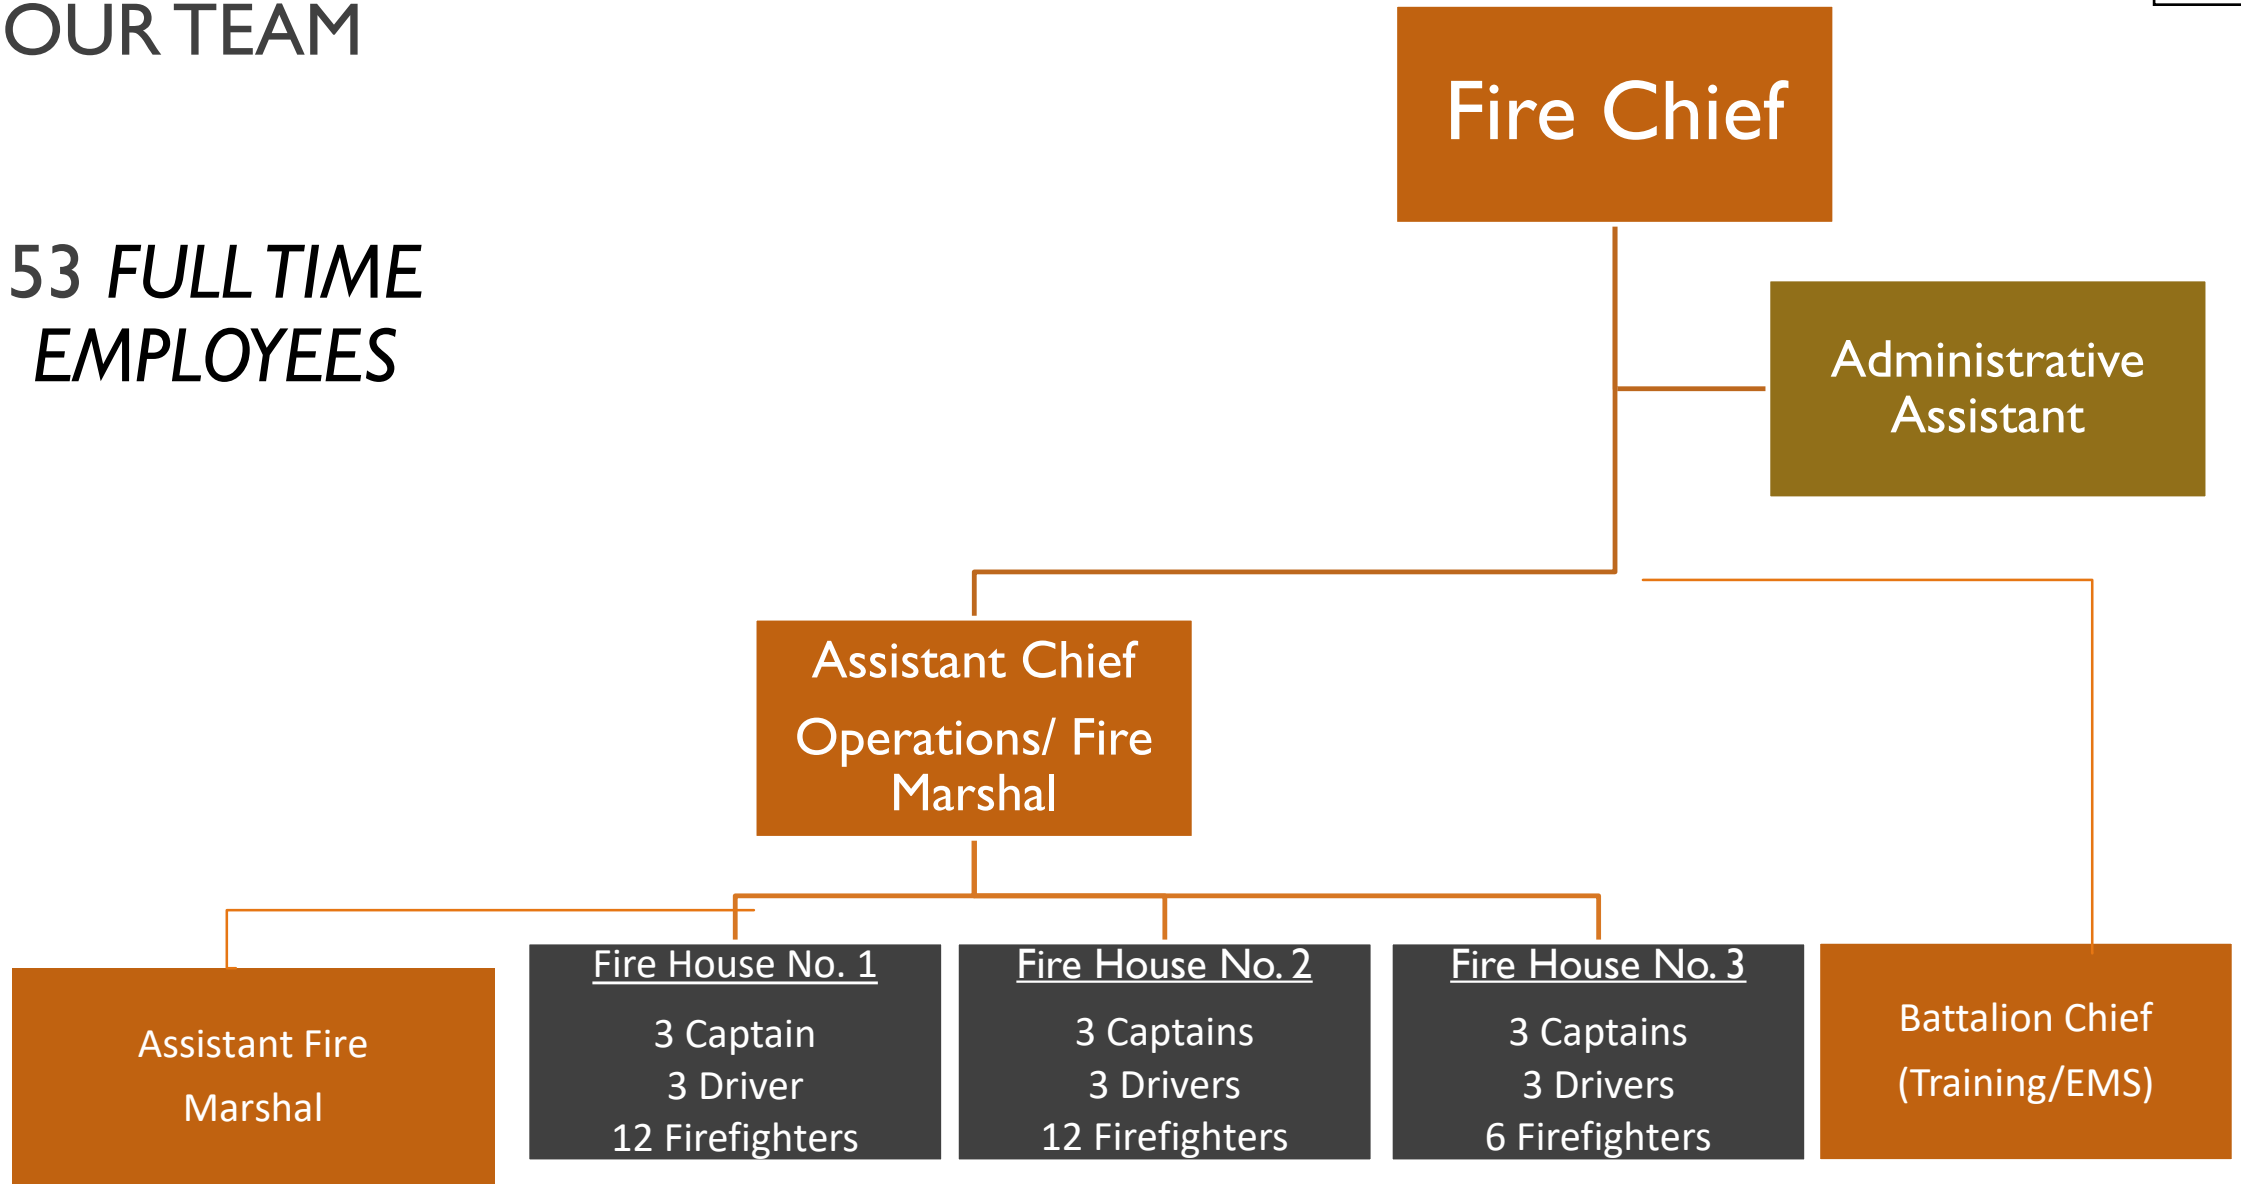 OUR TEAM
53 FULL TIME
EMPLOYEES
Fire Chief
Administrative
Assistant
Assistant Chief
Operations/ Fire
Marshal
Assistant Fire
Marshal
Fire House No. 1
3 Captain
3 Driver
12 Firefighters
Fire House No. 2
3 Captains
3 Drivers
12 Firefighters
Fire House No. 3
3 Captains
3 Drivers
6 Firefighters
Battalion Chief
(Training/EMS)